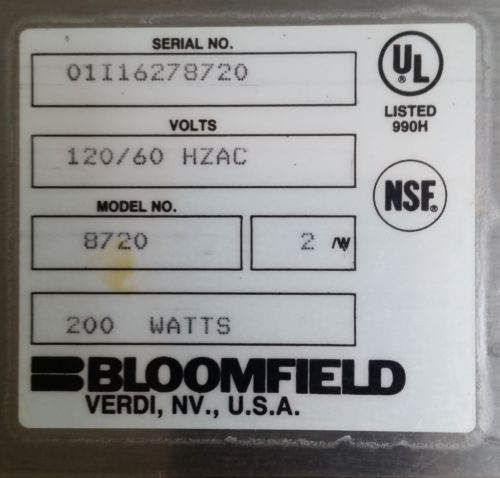 SERIAL NO.
01I16278720
UL
LISTED
990H
VOLTS
120/60 HZAC
NSF®
MODEL NO.
8720
2 /W
200 WATTS
BLOOMFIELD
VERDI, NV., U.S.A.